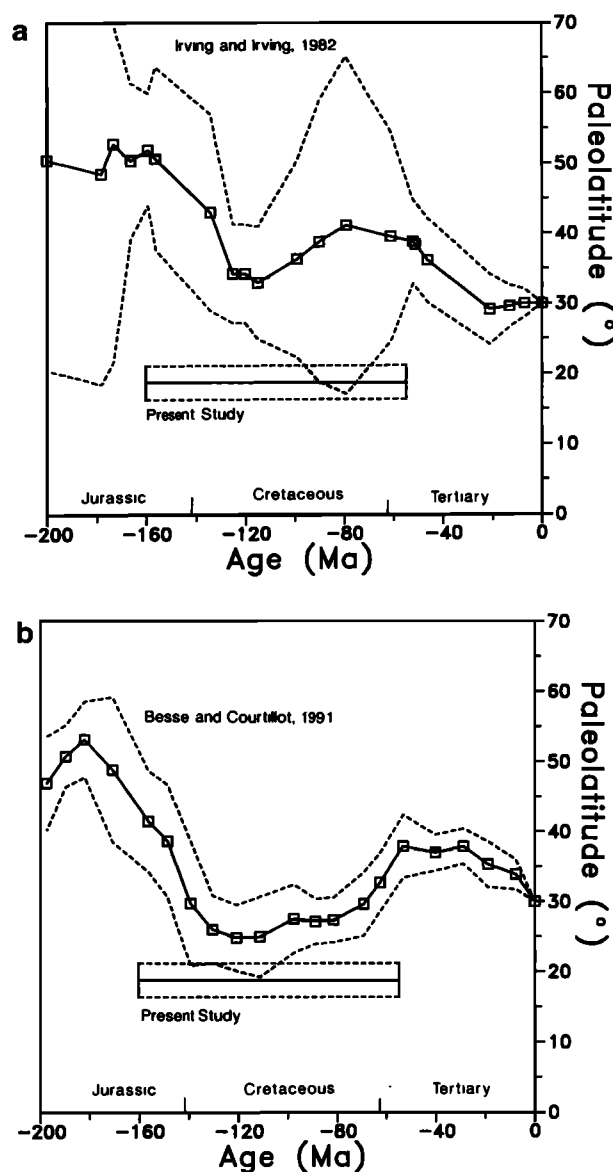 a
Irving and Irving, 1982
70
60
50
40
30
20
10
0
Paleolatitude (°)
Present Study
Jurassic Cretaceous Tertiary
-200 -160 -120 -80 -40 0
Age (Ma)
b
Besse and Courtillot, 1991
70
60
50
40
30
20
10
0
Paleolatitude (°)
Present Study
Jurassic Cretaceous Tertiary
-200 -160 -120 -80 -40 0
Age (Ma)